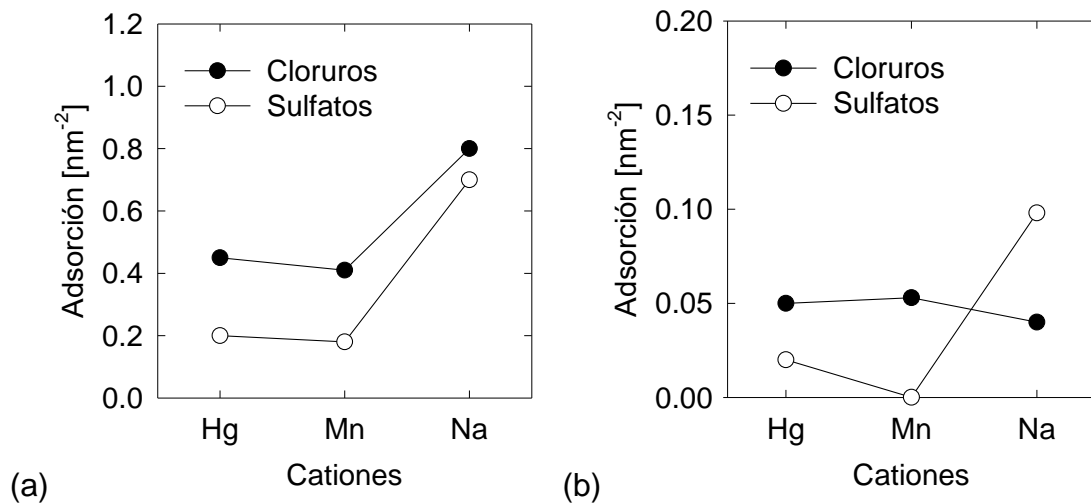 1.2
1.0
0.8
0.6
0.4
0.2
0.0
Adsorción [nm⁻²]
Cloruros
Sulfatos
Hg Mn Na
Cationes
(a)
0.20
0.15
0.10
0.05
0.00
Adsorción [nm⁻²]
Cloruros
Sulfatos
Hg Mn Na
Cationes
(b)